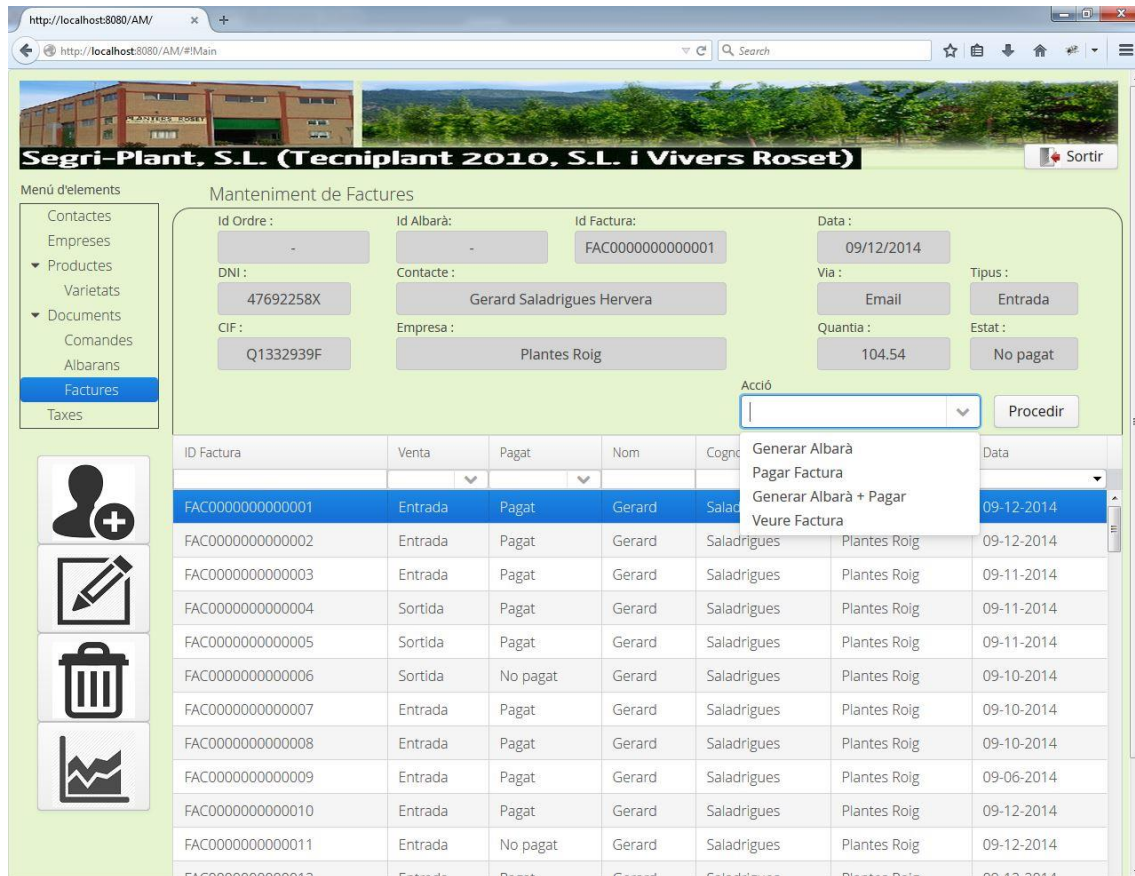 http://localhost:8080/AM/ × +
http://localhost:8080/AM/#!Main
Search
PLANTERS ROSET
Segri-Plant, S.L. (Tecniplant 2010, S.L. i Vivers Roset)
Sortir
Menú d'elements
Contactes
Empreses
Productes
Varietats
Documents
Comandes
Albarans
Factures
Taxes
Manteniment de Factures
Id Ordre : Id Albarà: Id Factura: Data :
- - FAC0000000000001 09/12/2014
DNI : Contacte : Via : Tipus :
47692258X Gerard Saladrigues Hervera Email Entrada
CIF : Empresa : Quantia : Estat :
Q1332939F Plantes Roig 104.54 No pagat
Acció
Procedir
Generar Albarà
Pagar Factura
Generar Albarà + Pagar
Veure Factura
ID Factura Venta Pagat Nom Data
FAC0000000000001 Entrada Pagat Gerard 09-12-2014
FAC0000000000002 Entrada Pagat Gerard Saladrigues Plantes Roig 09-12-2014
FAC0000000000003 Entrada Pagat Gerard Saladrigues Plantes Roig 09-11-2014
FAC0000000000004 Sortida Pagat Gerard Saladrigues Plantes Roig 09-11-2014
FAC0000000000005 Sortida Pagat Gerard Saladrigues Plantes Roig 09-11-2014
FAC0000000000006 Sortida No pagat Gerard Saladrigues Plantes Roig 09-10-2014
FAC0000000000007 Entrada Pagat Gerard Saladrigues Plantes Roig 09-10-2014
FAC0000000000008 Entrada Pagat Gerard Saladrigues Plantes Roig 09-10-2014
FAC0000000000009 Entrada Pagat Gerard Saladrigues Plantes Roig 09-06-2014
FAC0000000000010 Entrada Pagat Gerard Saladrigues Plantes Roig 09-12-2014
FAC0000000000011 Entrada No pagat Gerard Saladrigues Plantes Roig 09-12-2014